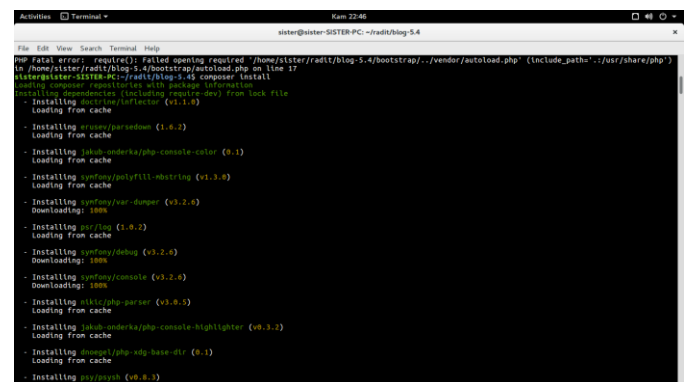 Activities Terminal ▾ Kam 22:46
sister@sister-SISTER-PC: ~/radit/blog-5.4
File Edit View Search Terminal Help
PHP Fatal error: require(): Failed opening required '/home/sister/radit/blog-5.4/bootstrap/../vendor/autoload.php' (include_path='.:/usr/share/php')
in /home/sister/radit/blog-5.4/bootstrap/autoload.php on line 17
sister@sister-SISTER-PC:~/radit/blog-5.4$ composer install
Loading composer repositories with package information
Installing dependencies (including require-dev) from lock file
- Installing doctrine/inflector (v1.1.0)
Loading from cache
- Installing erusev/parsedown (1.6.2)
Loading from cache
- Installing jakub-onderka/php-console-color (0.1)
Loading from cache
- Installing symfony/polyfill-mbstring (v1.3.0)
Loading from cache
- Installing symfony/var-dumper (v3.2.6)
Downloading: 100%
- Installing psr/log (1.0.2)
Loading from cache
- Installing symfony/debug (v3.2.6)
Downloading: 100%
- Installing symfony/console (v3.2.6)
Downloading: 100%
- Installing nikic/php-parser (v3.0.5)
Loading from cache
- Installing jakub-onderka/php-console-highlighter (v0.3.2)
Loading from cache
- Installing dnoegel/php-xdg-base-dir (0.1)
Loading from cache
- Installing psy/psysh (v0.8.3)